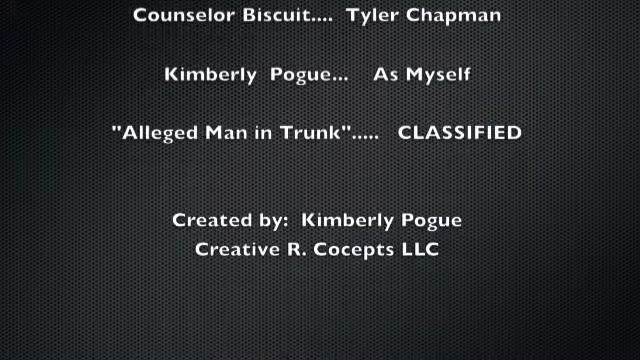 Counselor Biscuit.... Tyler Chapman
Kimberly Pogue... As Myself
"Alleged Man in Trunk"..... CLASSIFIED
Created by: Kimberly Pogue
Creative R. Cocepts LLC